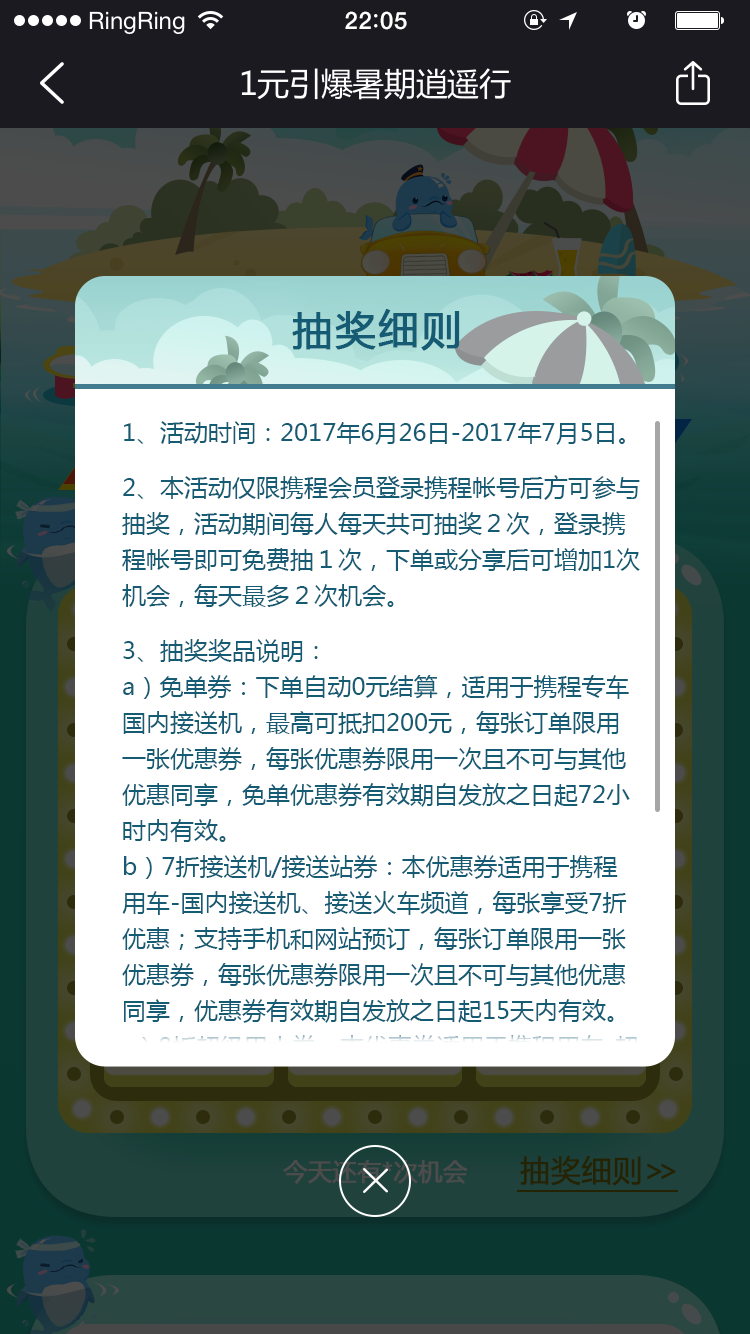 RingRing
22:05
1元引爆暑期逍遥行
抽奖细则
1、活动时间：2017年6月26日-2017年7月5日。
2、本活动仅限携程会员登录携程帐号后方可参与
抽奖，活动期间每人每天共可抽奖２次，登录携
程帐号即可免费抽１次，下单或分享后可增加1次
机会，每天最多２次机会。
3、抽奖奖品说明：
a）免单券：下单自动0元结算，适用于携程专车
国内接送机，最高可抵扣200元，每张订单限用
一张优惠券，每张优惠券限用一次且不可与其他
优惠同享，免单优惠券有效期自发放之日起72小
时内有效。
b）7折接送机/接送站券：本优惠券适用于携程
用车-国内接送机、接送火车频道，每张享受7折
优惠；支持手机和网站预订，每张订单限用一张
优惠券，每张优惠券限用一次且不可与其他优惠
同享，优惠券有效期自发放之日起15天内有效。
今天还有1次机会
抽奖细则>>